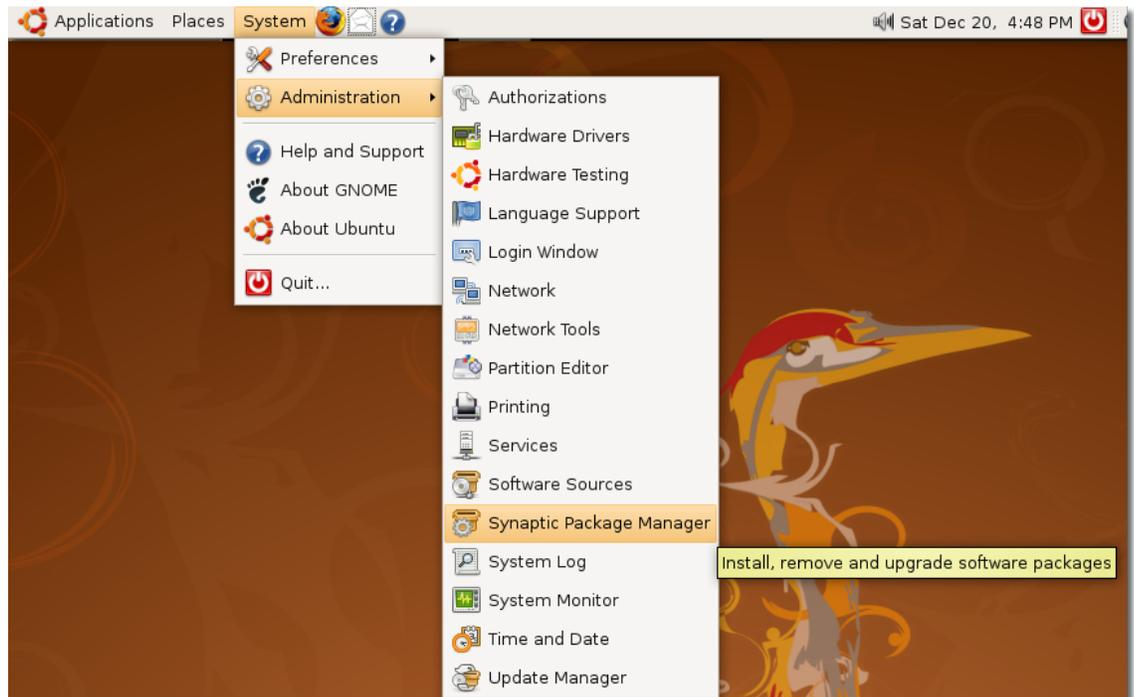 Applications Places System Sat Dec 20, 4:48 PM
Preferences
Administration
Help and Support
About GNOME
About Ubuntu
Quit...
Authorizations
Hardware Drivers
Hardware Testing
Language Support
Login Window
Network
Network Tools
Partition Editor
Printing
Services
Software Sources
Synaptic Package Manager
Install, remove and upgrade software packages
System Log
System Monitor
Time and Date
Update Manager